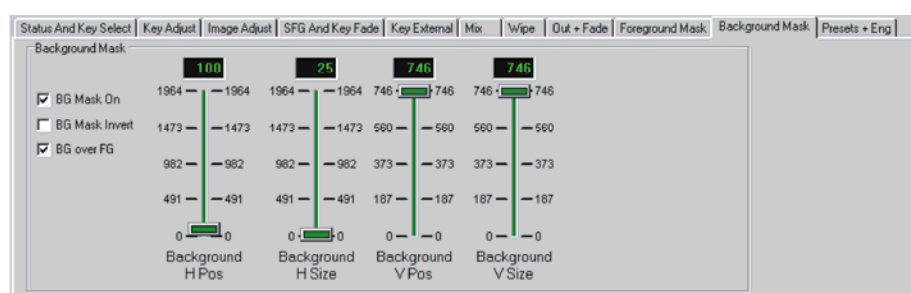 Status And Key Select Key Adjust Image Adjust SFG And Key Fade Key External Mix Wipe Out + Fade Foreground Mask Background Mask Presets + Eng
Background Mask
100 25 746 746
1964 1964 1964 1964 746 746 746 746
BG Mask On
BG Mask Invert
1473 1473 1473 1473 560 560 560 560
BG over FG
982 982 982 982 373 373 373 373
491 491 491 491 187 187 187 187
0 0 0 0 0 0 0 0
Background Background Background Background
H Pos H Size V Pos V Size